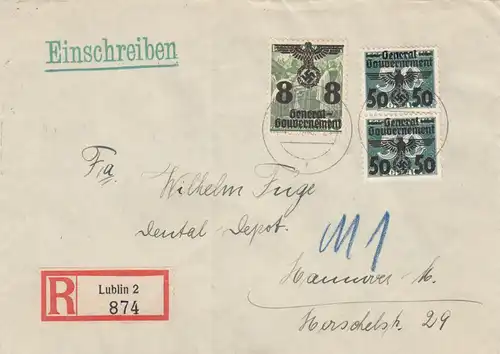 Einschreiben
8 8
General-
Gouvernement
General
Gouvernement
50 50
General
Gouvernement
50 50
Fa.
Wilhelm Fuge
Dental-Depot.
M1
Hannover M.
Herschelstr. 29
R
Lublin 2
874